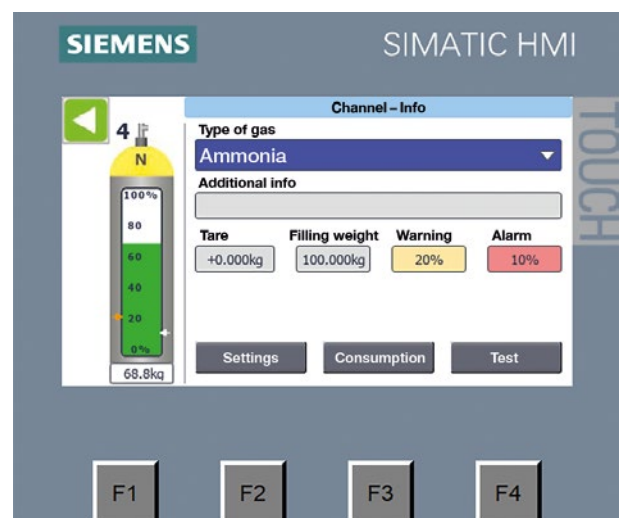 SIEMENS
SIMATIC HMI
TOUCH
Channel – Info
4
N
100%
80
60
40
20
0%
68.8kg
Type of gas
Ammonia
Additional info
Tare Filling weight Warning Alarm
+0.000kg 100.000kg 20% 10%
Settings Consumption Test
F1 F2 F3 F4